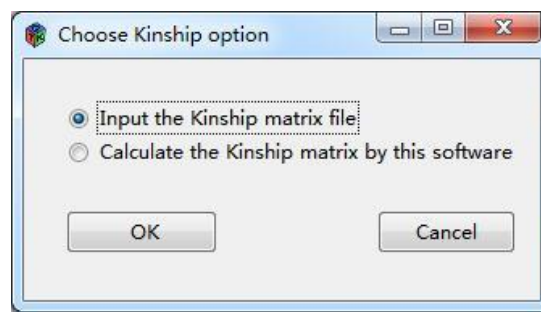 Choose Kinship option
Input the Kinship matrix file
Calculate the Kinship matrix by this software
OK
Cancel